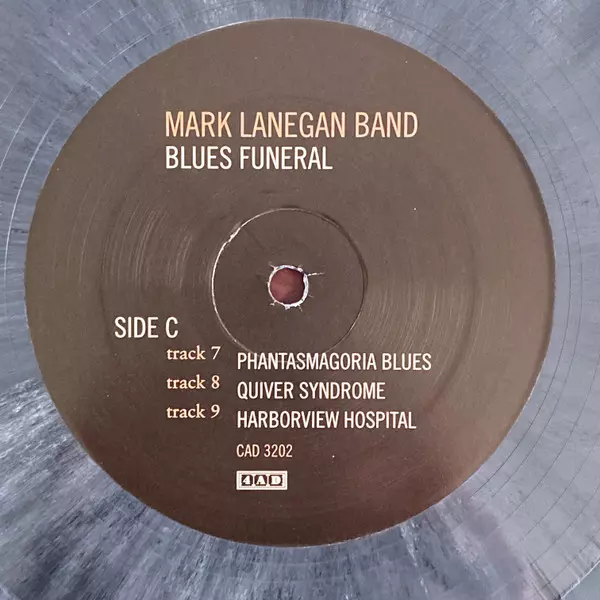 MARK LANEGAN BAND
BLUES FUNERAL
SIDE C
track 7 PHANTASMAGORIA BLUES
track 8 QUIVER SYNDROME
track 9 HARBORVIEW HOSPITAL
CAD 3202
4AD